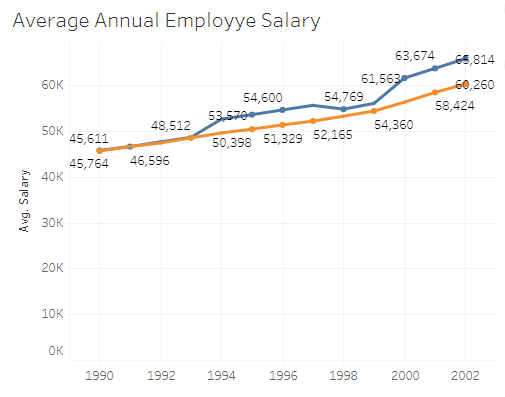 Average Annual Employye Salary
63,674
65,814
61,563
60,260
60K
54,600
54,769
58,424
53,570
48,512
54,360
50K
45,611
50,398
51,329
52,165
45,764
46,596
40K
Avg. Salary
30K
20K
10K
0K
1990
1992
1994
1996
1998
2000
2002